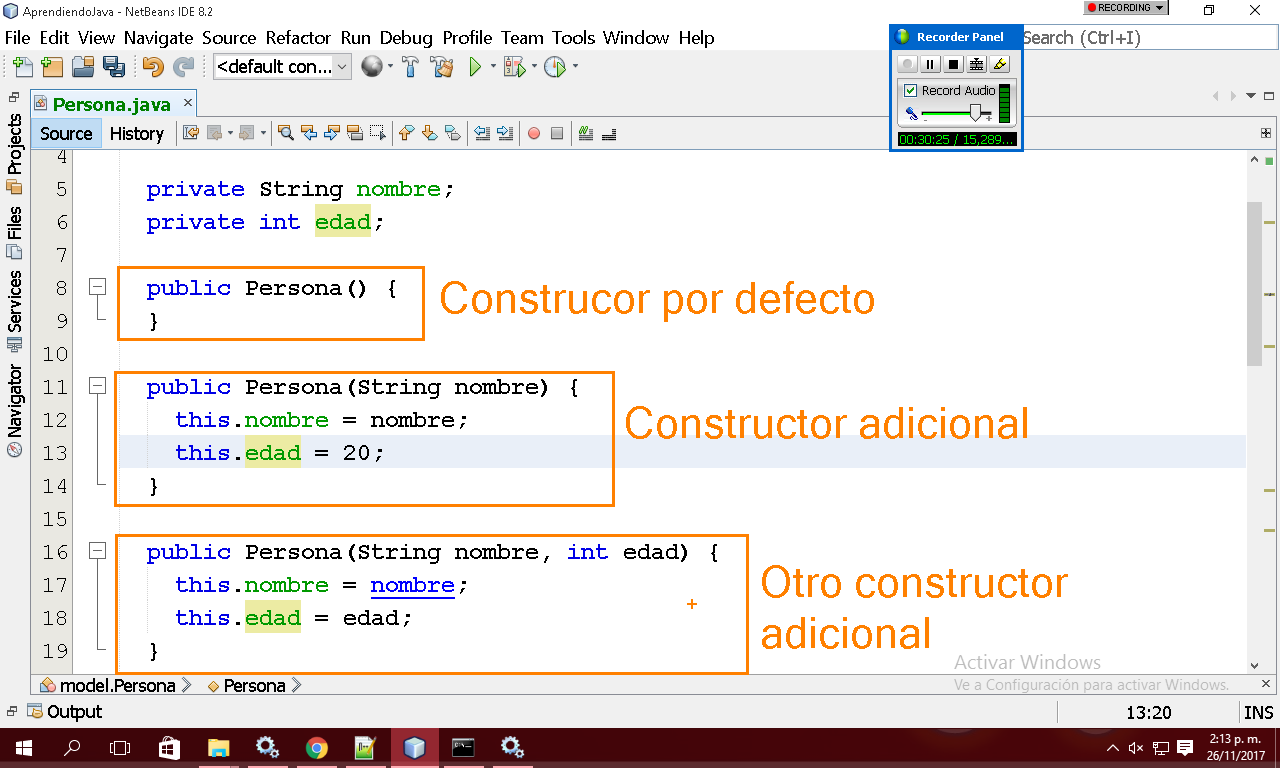 AprendiendoJava - NetBeans IDE 8.2
RECORDING
File Edit View Navigate Source Refactor Run Debug Profile Team Tools Window Help
Search (Ctrl+I)
Recorder Panel
<default con...
Record Audio
- +
00:30:25 / 15,289...
Persona.java
Source History
Projects
Files
Services
Navigator
4
5 private String nombre;
6 private int edad;
7
8 public Persona() {
9 }
Construcor por defecto
10
11 public Persona(String nombre) {
12 this.nombre = nombre;
13 this.edad = 20;
14 }
Constructor adicional
15
16 public Persona(String nombre, int edad) {
17 this.nombre = nombre;
18 this.edad = edad;
19 }
Otro constructor
adicional
Activar Windows
Ve a Configuración para activar Windows.
model.Persona Persona
Output
13:20 INS
2:13 p. m.
26/11/2017